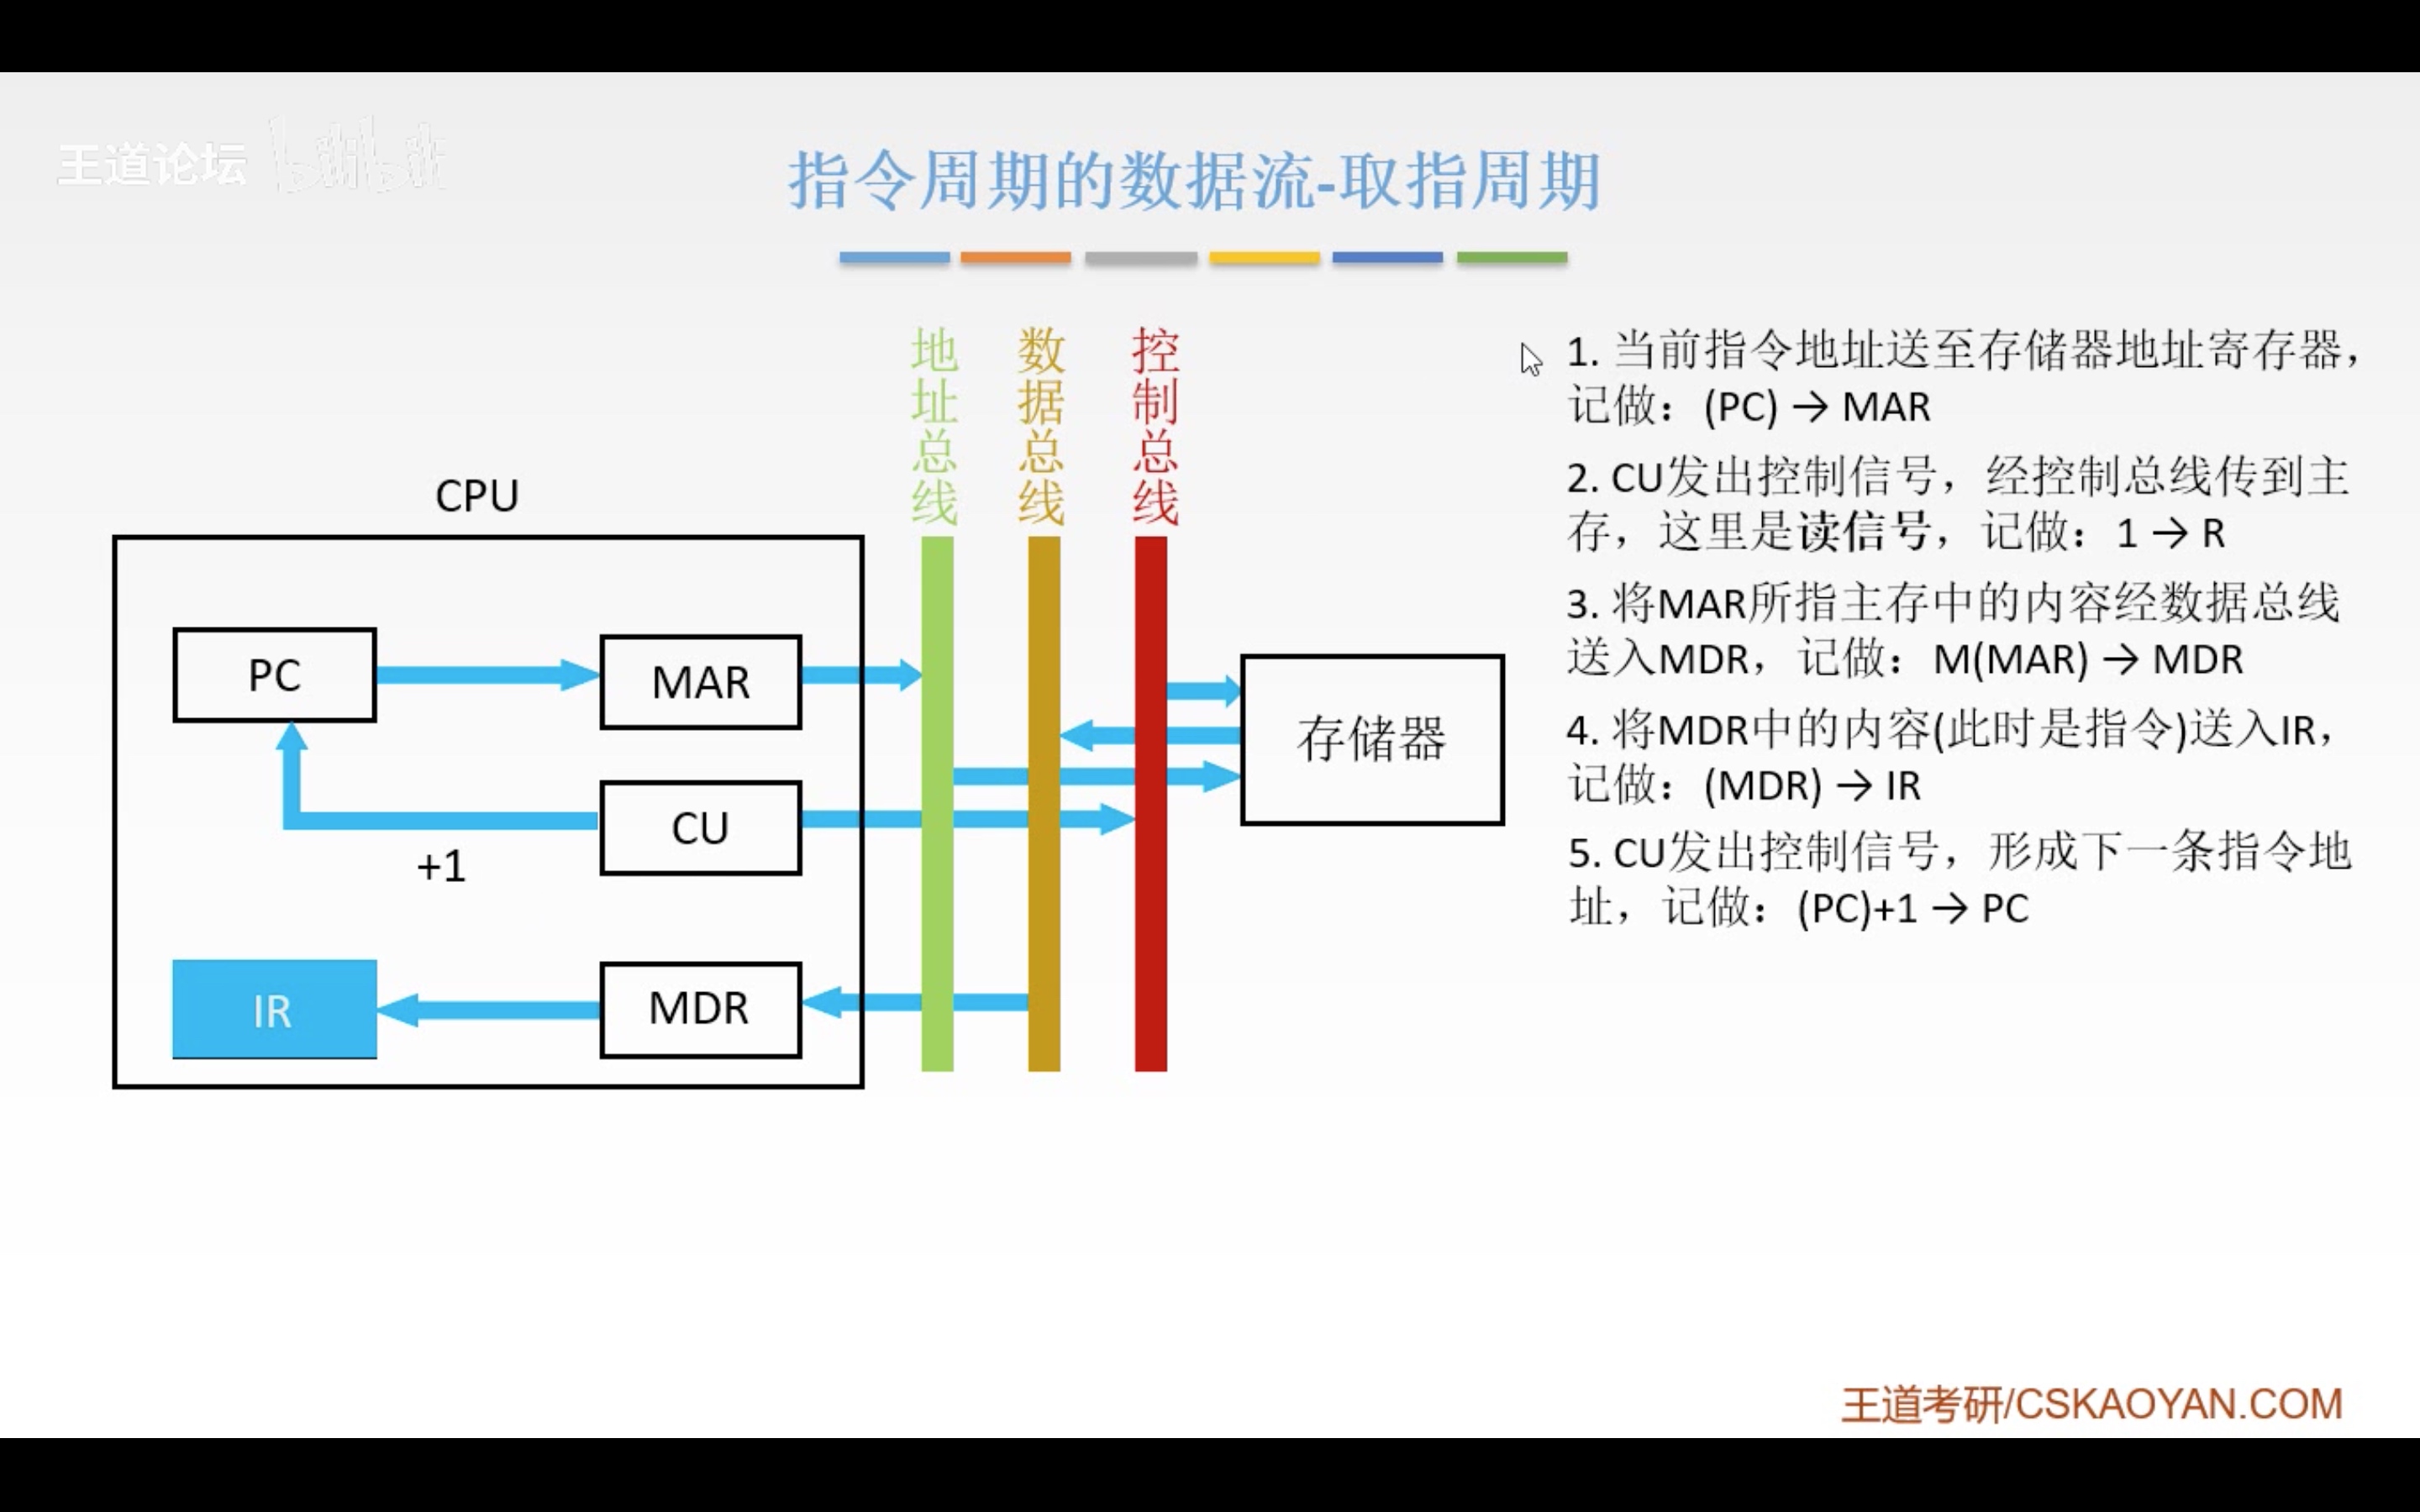 王道论坛 bilibili
指令周期的数据流-取指周期
地址总线
数据总线
控制总线
CPU
PC
MAR
CU
+1
IR
MDR
存储器
1. 当前指令地址送至存储器地址寄存器，
记做：(PC) → MAR
2. CU发出控制信号，经控制总线传到主
存，这里是读信号，记做：1 → R
3. 将MAR所指主存中的内容经数据总线
送入MDR，记做：M(MAR) → MDR
4. 将MDR中的内容(此时是指令)送入IR，
记做：(MDR) → IR
5. CU发出控制信号，形成下一条指令地
址，记做：(PC)+1 → PC
王道考研/CSKAOYAN.COM